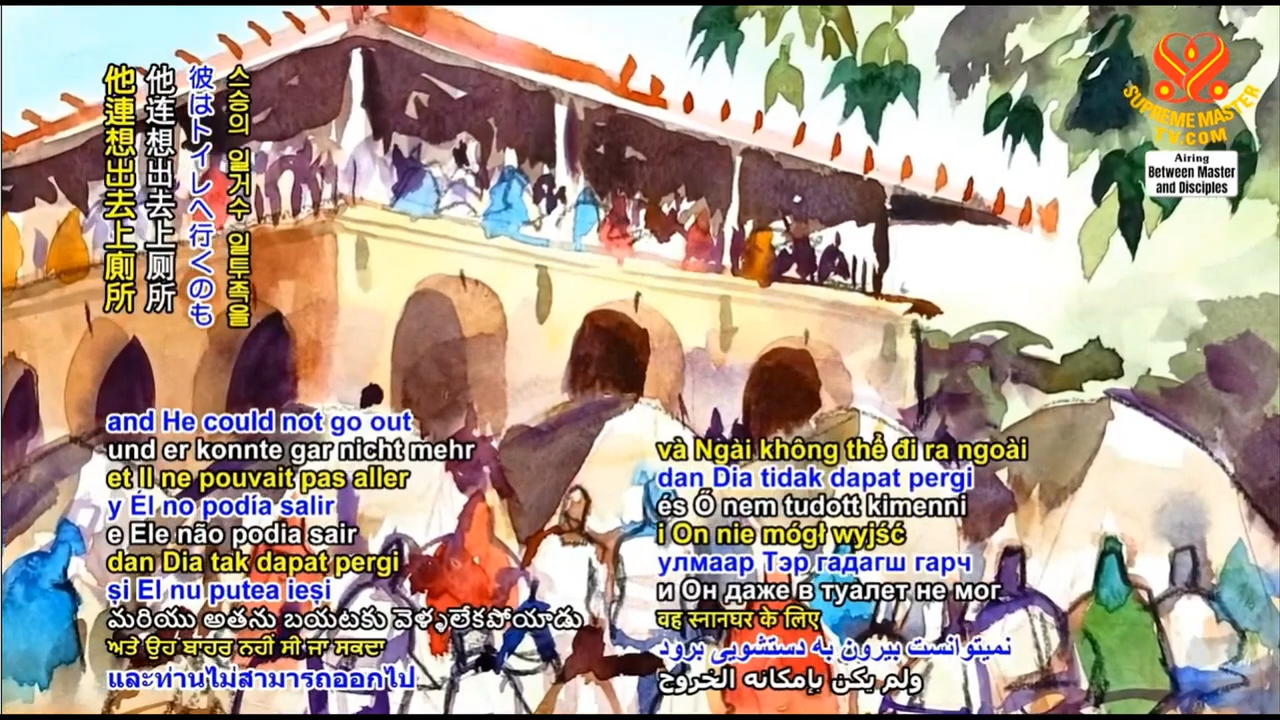 他連想出去上廁所
他连想出去上厕所
彼はトイレへ行くのも
스승의 일거수 일투족을
SUPREME MASTER
TV.COM
Airing
Between Master
and Disciples
and He could not go out
und er konnte gar nicht mehr
et Il ne pouvait pas aller
y Él no podía salir
e Ele não podia sair
dan Dia tak dapat pergi
și El nu putea ieși
మరియు అతను బయటకు వెళ్ళలేకపోయాడు
ਅਤੇ ਉਹ ਬਾਹਰ ਨਹੀਂ ਸੀ ਜਾ ਸਕਦਾ
และท่านไม่สามารถออกไป
và Ngài không thể đi ra ngoài
dan Dia tidak dapat pergi
és Ő nem tudott kimenni
i On nie mógł wyjść
улмаар Тэр гадагш гарч
и Он даже в туалет не мог
वह स्नानघर के लिए
نمیتوانست بیرون به دستشویی برود
ولم يكن بإمكانه الخروج